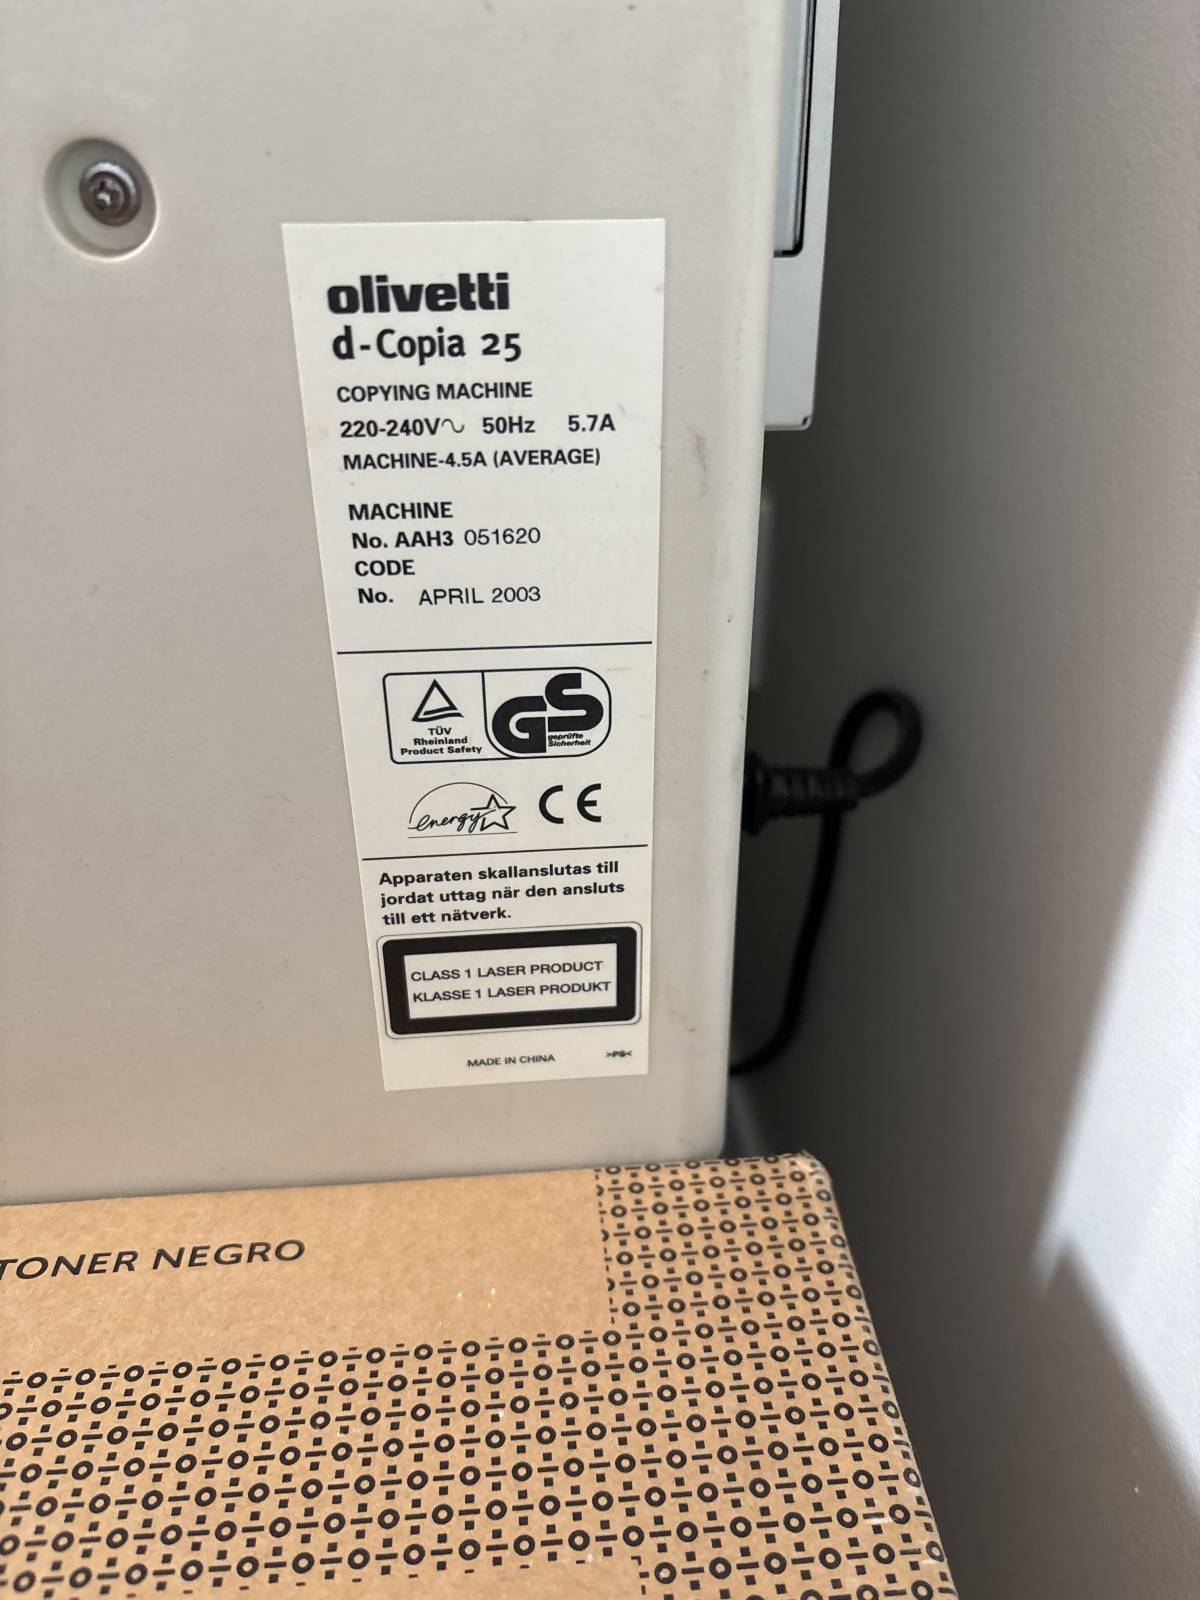 olivetti
d-Copia 25
COPYING MACHINE
220-240V~ 50Hz 5.7A
MACHINE-4.5A (AVERAGE)
MACHINE
No. AAH3 051620
CODE
No. APRIL 2003
TÜV
Rheinland
Product Safety
GS
geprüfte
Sicherheit
energy
CE
Apparaten skallanslutas till
jordat uttag när den ansluts
till ett nätverk.
CLASS 1 LASER PRODUCT
KLASSE 1 LASER PRODUKT
MADE IN CHINA >PS<
TONER NEGRO